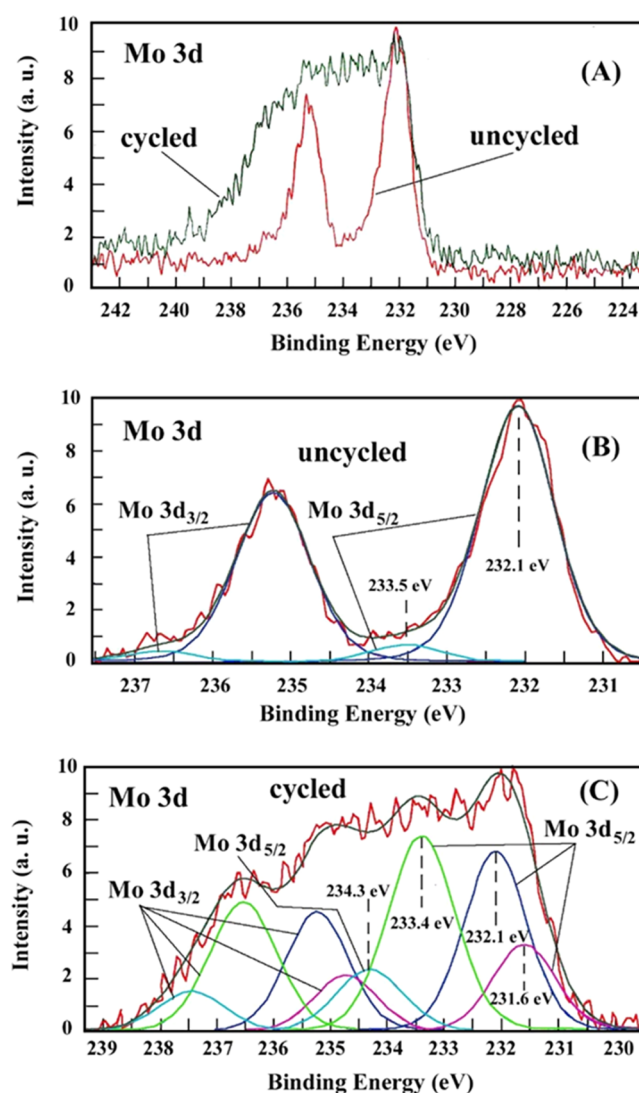 Mo 3d
(A)
cycled
uncycled
Intensity (a. u.)
10
8
6
4
2
0
242 240 238 236 234 232 230 228 226 224
Binding Energy (eV)
Mo 3d
(B)
uncycled
Mo 3d3/2
Mo 3d5/2
233.5 eV
232.1 eV
Intensity (a. u.)
10
8
6
4
2
0
237 236 235 234 233 232 231
Binding Energy (eV)
Mo 3d
cycled
(C)
Mo 3d5/2
Mo 3d5/2
Mo 3d3/2
234.3 eV
233.4 eV
232.1 eV
231.6 eV
Intensity (a. u.)
10
8
6
4
2
0
239 238 237 236 235 234 233 232 231 230
Binding Energy (eV)